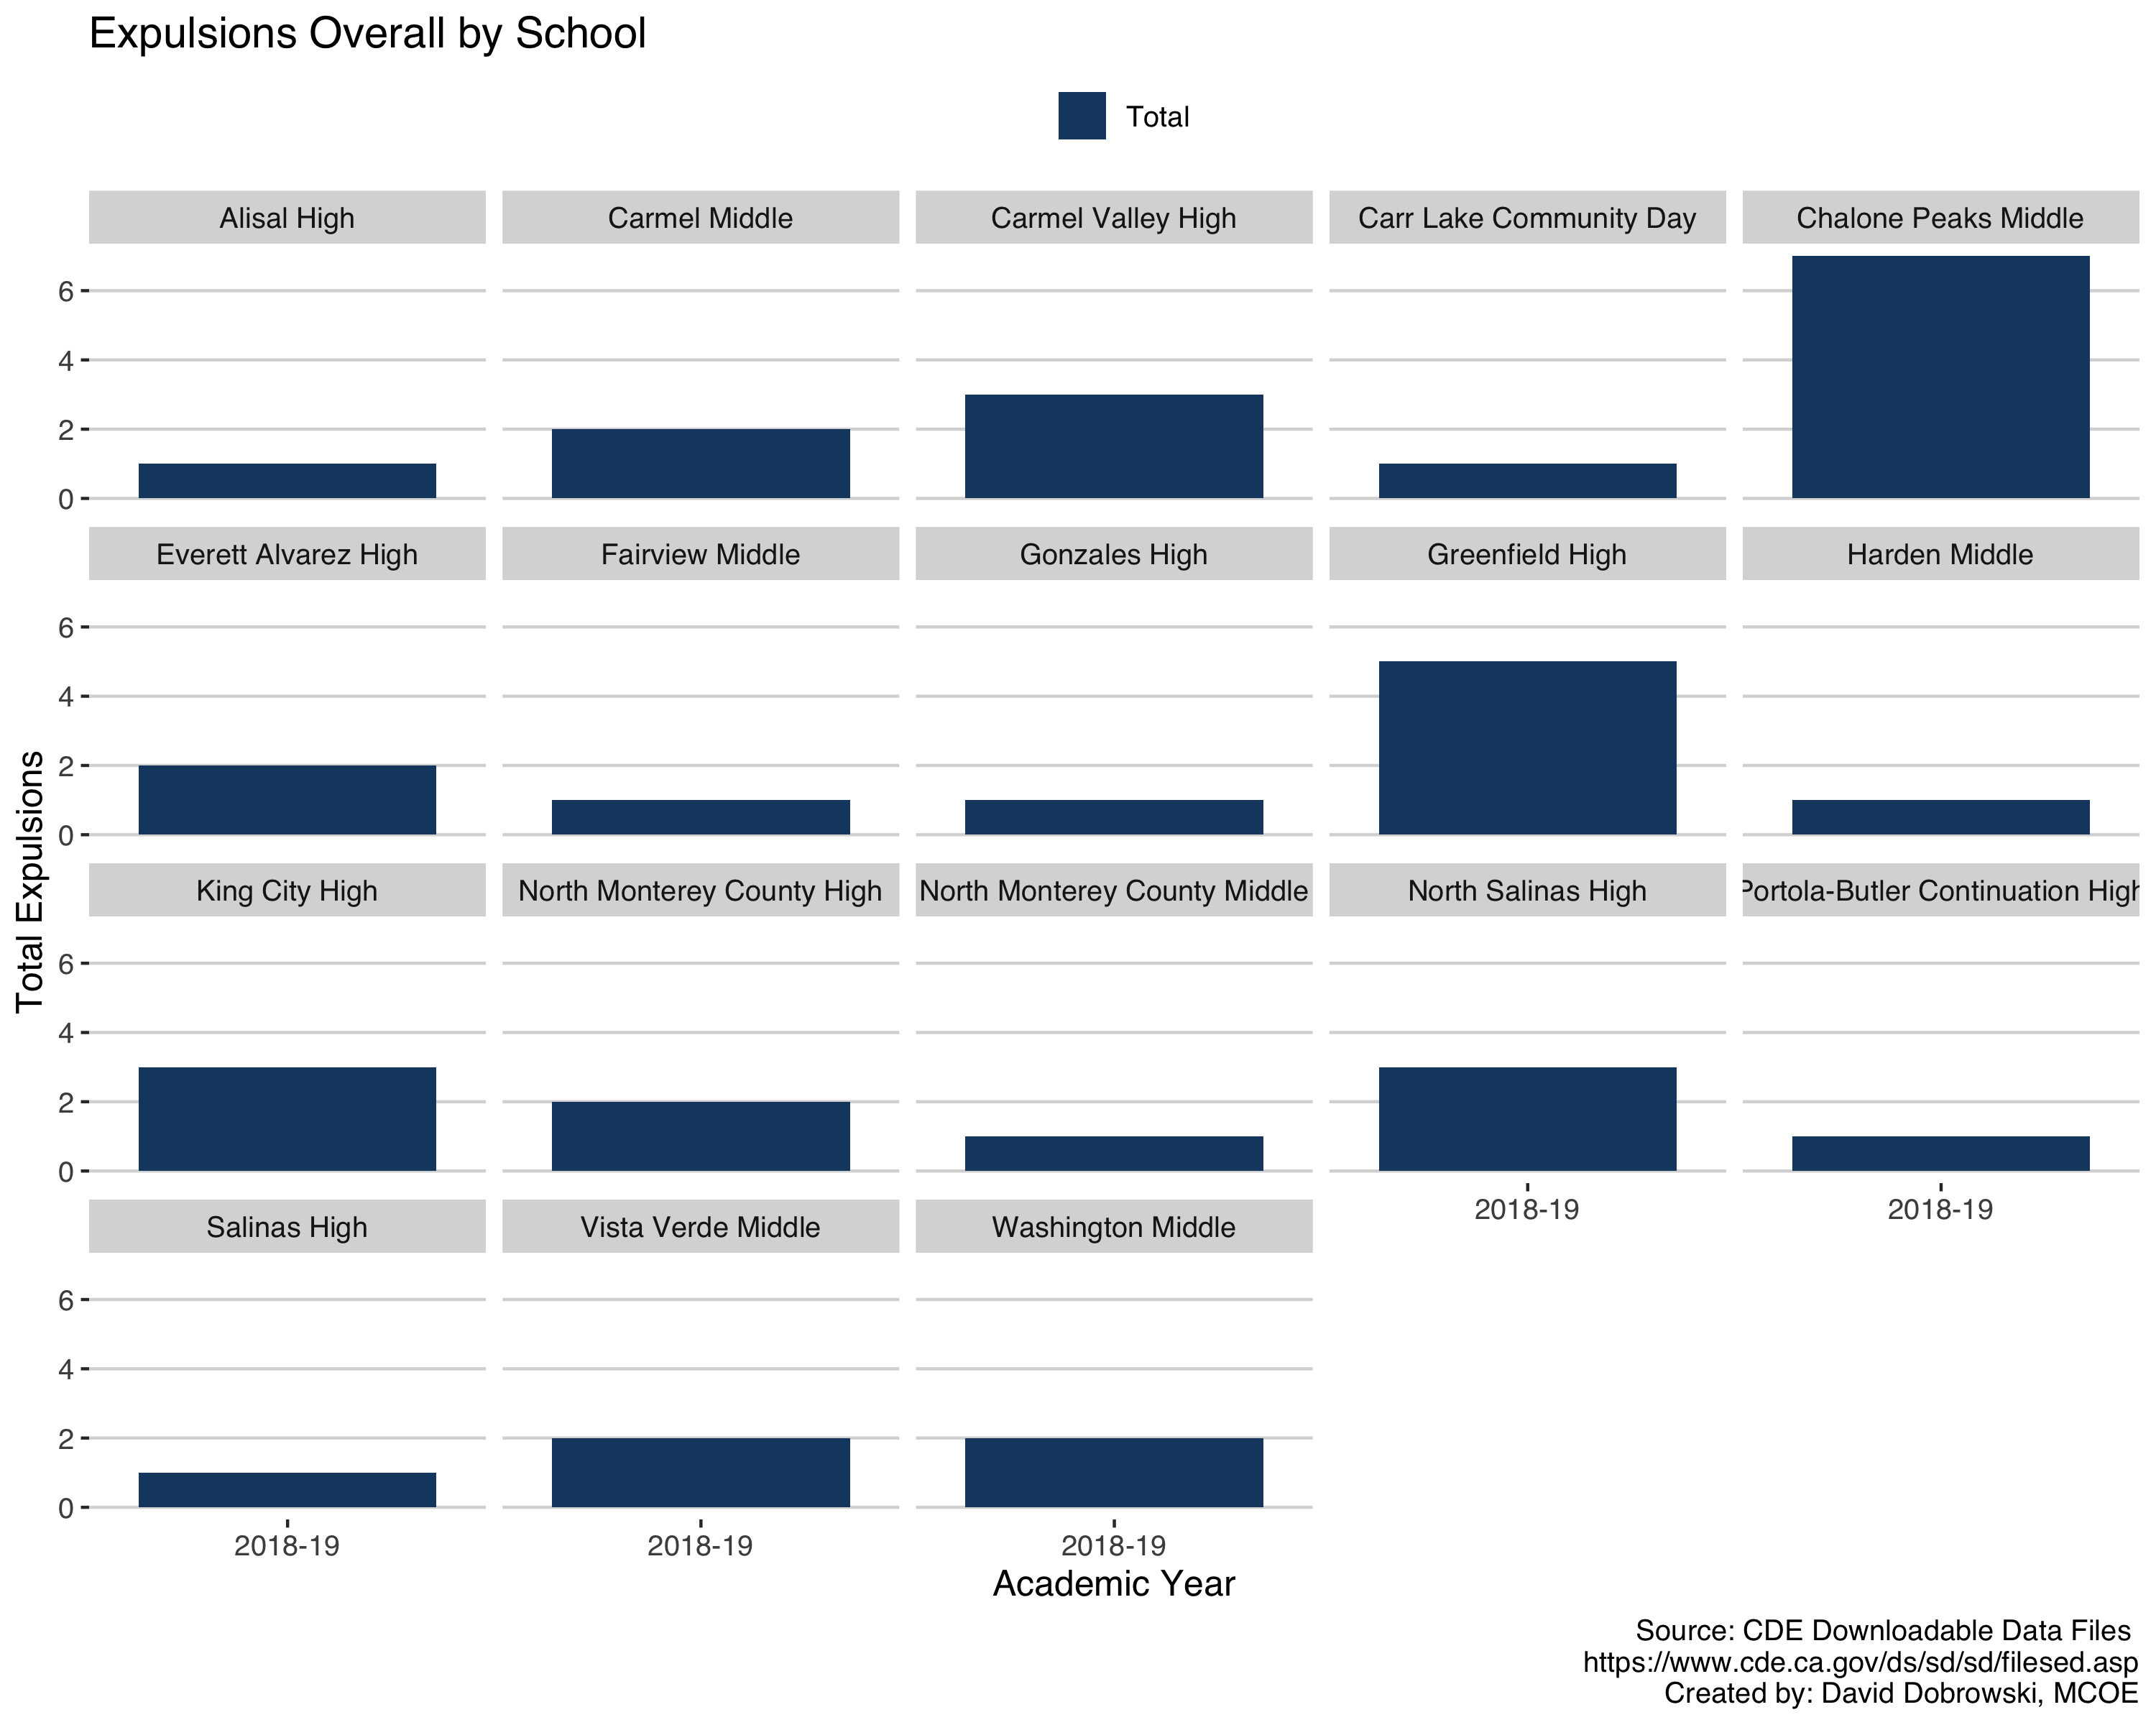 Expulsions Overall by School
Total
Alisal High
Carmel Middle
Carmel Valley High
Carr Lake Community Day
Chalone Peaks Middle
6
4
2
0
Everett Alvarez High
Fairview Middle
Gonzales High
Greenfield High
Harden Middle
6
4
2
0
Total Expulsions
King City High
North Monterey County High
North Monterey County Middle
North Salinas High
Portola-Butler Continuation High
6
4
2
0
2018-19
2018-19
Salinas High
Vista Verde Middle
Washington Middle
6
4
2
0
2018-19
2018-19
2018-19
Academic Year
Source: CDE Downloadable Data Files
https://www.cde.ca.gov/ds/sd/sd/filesed.asp
Created by: David Dobrowski, MCOE